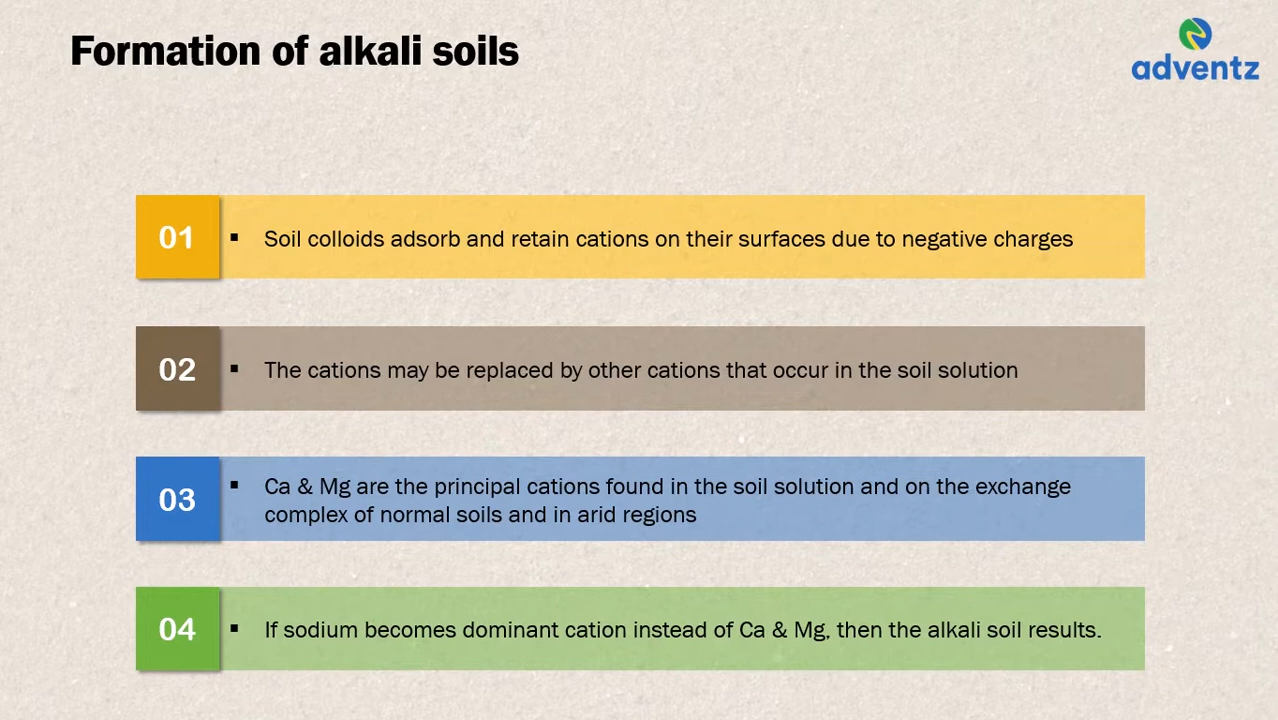 Formation of alkali soils
adventz
01
▪ Soil colloids adsorb and retain cations on their surfaces due to negative charges
02
▪ The cations may be replaced by other cations that occur in the soil solution
03
▪ Ca & Mg are the principal cations found in the soil solution and on the exchange
complex of normal soils and in arid regions
04
▪ If sodium becomes dominant cation instead of Ca & Mg, then the alkali soil results.